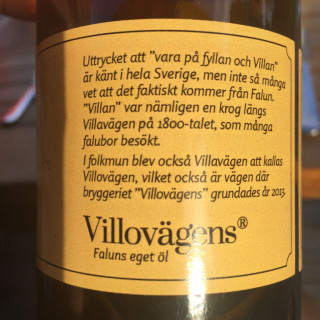 Uttrycket att "vara på fyllan och Villan"
är känt i hela Sverige, men inte så många
vet att det faktiskt kommer från Falun.
"Villan" var nämligen en krog längs
Villavägen på 1800-talet, som många
falubor besökt.
I folkmun blev också Villavägen att kallas
Villovägen, vilket också är vägen där
bryggeriet "Villovägens" grundades år 2013.
Villovägens®
Faluns eget öl